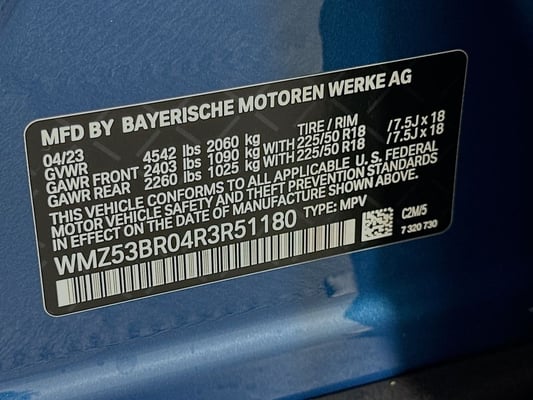 MFD BY BAYERISCHE MOTOREN WERKE AG
04/23 TIRE / RIM
GVWR 4542 lbs 2060 kg
GAWR FRONT 2403 lbs 1090 kg WITH 225/50 R18 /7.5J x 18
GAWR REAR 2260 lbs 1025 kg WITH 225/50 R18 /7.5J x 18
THIS VEHICLE CONFORMS TO ALL APPLICABLE U. S. FEDERAL
MOTOR VEHICLE SAFETY AND THEFT PREVENTION STANDARDS
IN EFFECT ON THE DATE OF MANUFACTURE SHOWN ABOVE.
WMZ53BR04R3R51180 TYPE: MPV
C2M/5
7 320 730